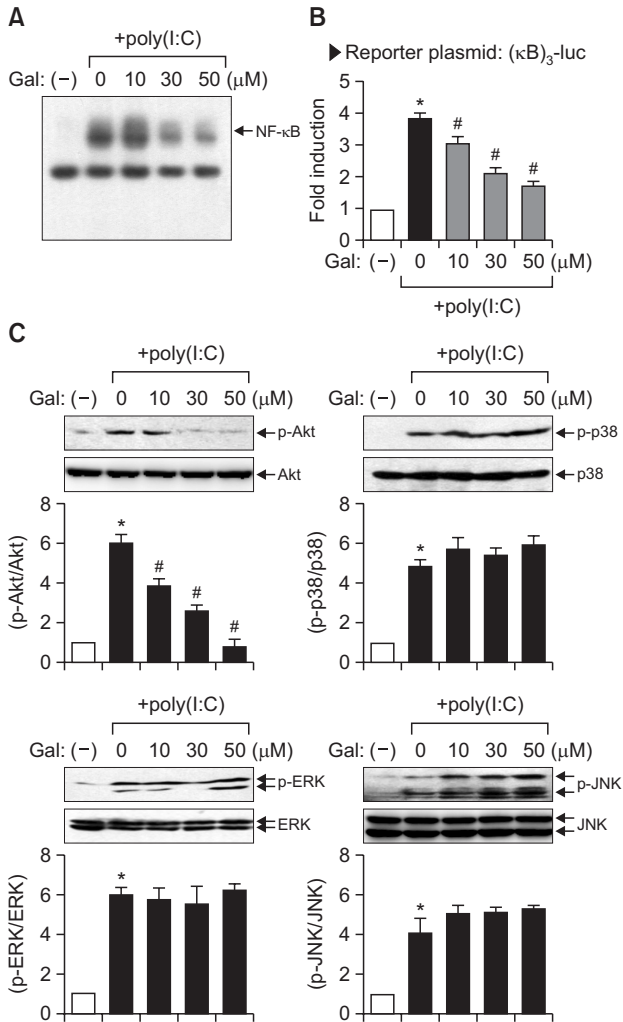 A
+poly(I:C)
Gal: (−) 0 10 30 50 (μM)
NF-κB
B
Reporter plasmid: (κB)3-luc
Fold induction
5
4
3
2
1
0
*
#
#
#
Gal: (−) 0 10 30 50 (μM)
+poly(I:C)
C
+poly(I:C)
Gal: (−) 0 10 30 50 (μM)
p-Akt
Akt
(p-Akt/Akt)
8
6
4
2
0
*
#
#
#
+poly(I:C)
Gal: (−) 0 10 30 50 (μM)
p-p38
p38
(p-p38/p38)
8
6
4
2
0
*
+poly(I:C)
Gal: (−) 0 10 30 50 (μM)
p-ERK
ERK
(p-ERK/ERK)
8
6
4
2
0
*
+poly(I:C)
Gal: (−) 0 10 30 50 (μM)
p-JNK
JNK
(p-JNK/JNK)
8
6
4
2
0
*